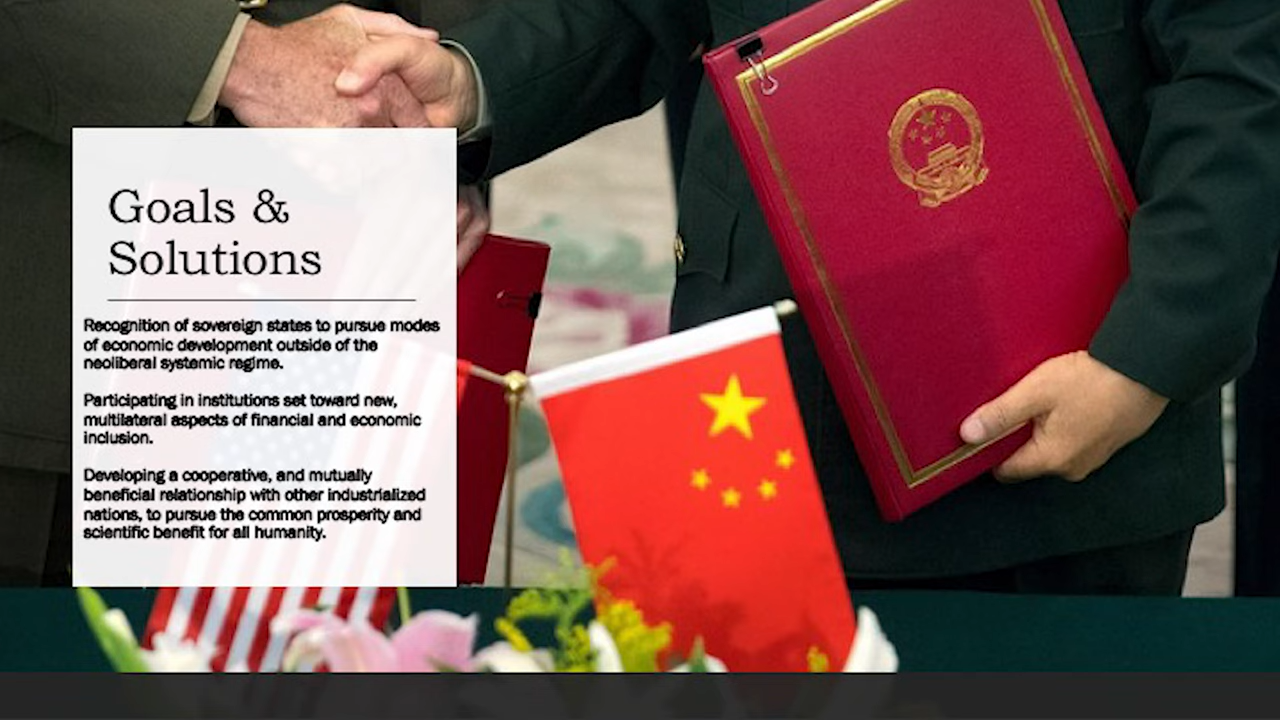 Goals &
Solutions
Recognition of sovereign states to pursue modes
of economic development outside of the
neoliberal systemic regime.
Participating in institutions set toward new,
multilateral aspects of financial and economic
inclusion.
Developing a cooperative, and mutually
beneficial relationship with other industrialized
nations, to pursue the common prosperity and
scientific benefit for all humanity.